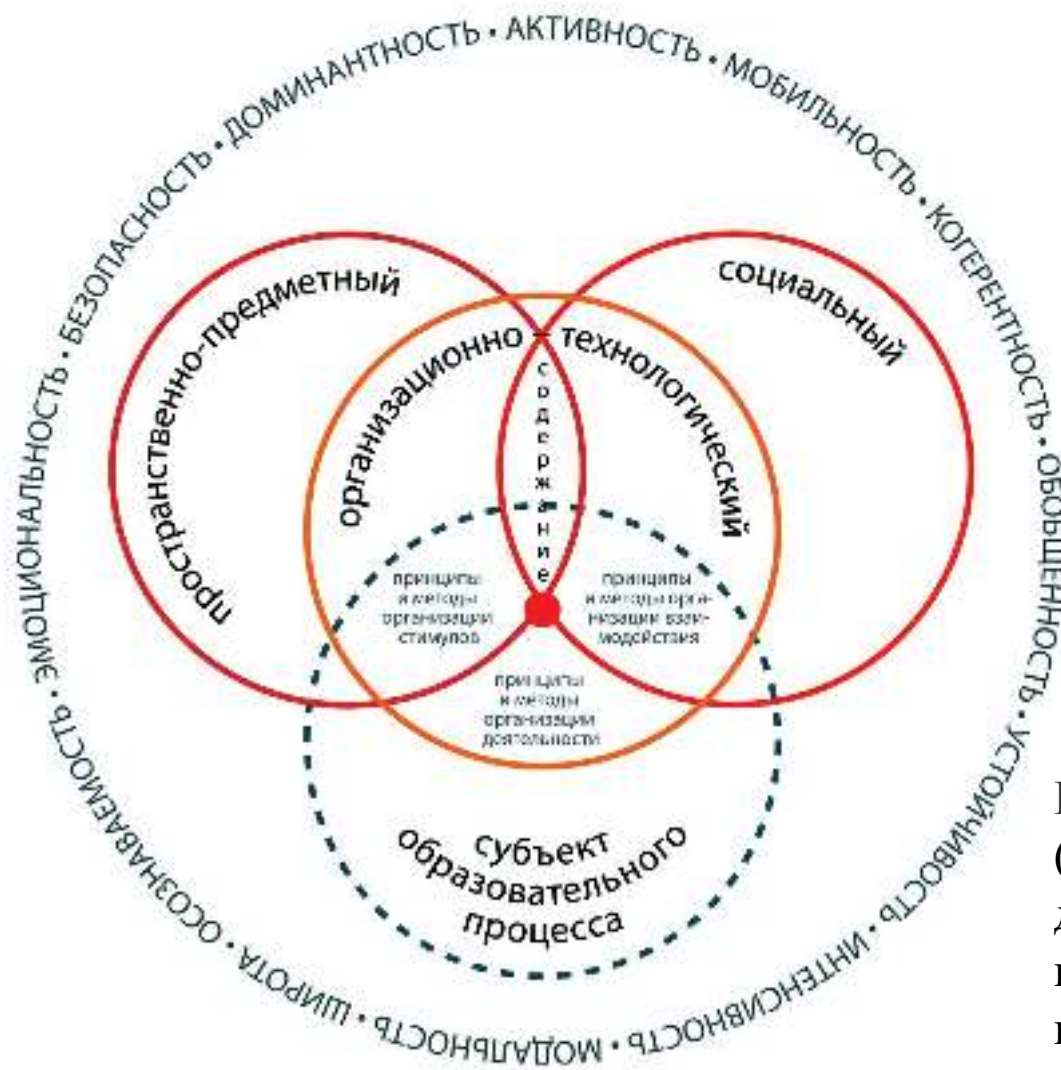 ЭМОЦИОНАЛЬНОСТЬ · БЕЗОПАСНОСТЬ · ДОМИНАНТНОСТЬ · АКТИВНОСТЬ · МОБИЛЬНОСТЬ · КОГЕРЕНТНОСТЬ · ОБОБЩЕННОСТЬ · УСТОЙЧИВОСТЬ · ИНТЕНСИВНОСТЬ · МОДАЛЬНОСТЬ · ШИРОТА · ОСОЗНАВАЕМОСТЬ ·
пространственно-предметный
социальный
организационно - технологический
содержание
принципы
и методы
организации
стимулов
принципы
и методы орга-
низации взаи-
модействия
принципы
и методы
организации
деятельности
субъект
образовательного
процесса
(